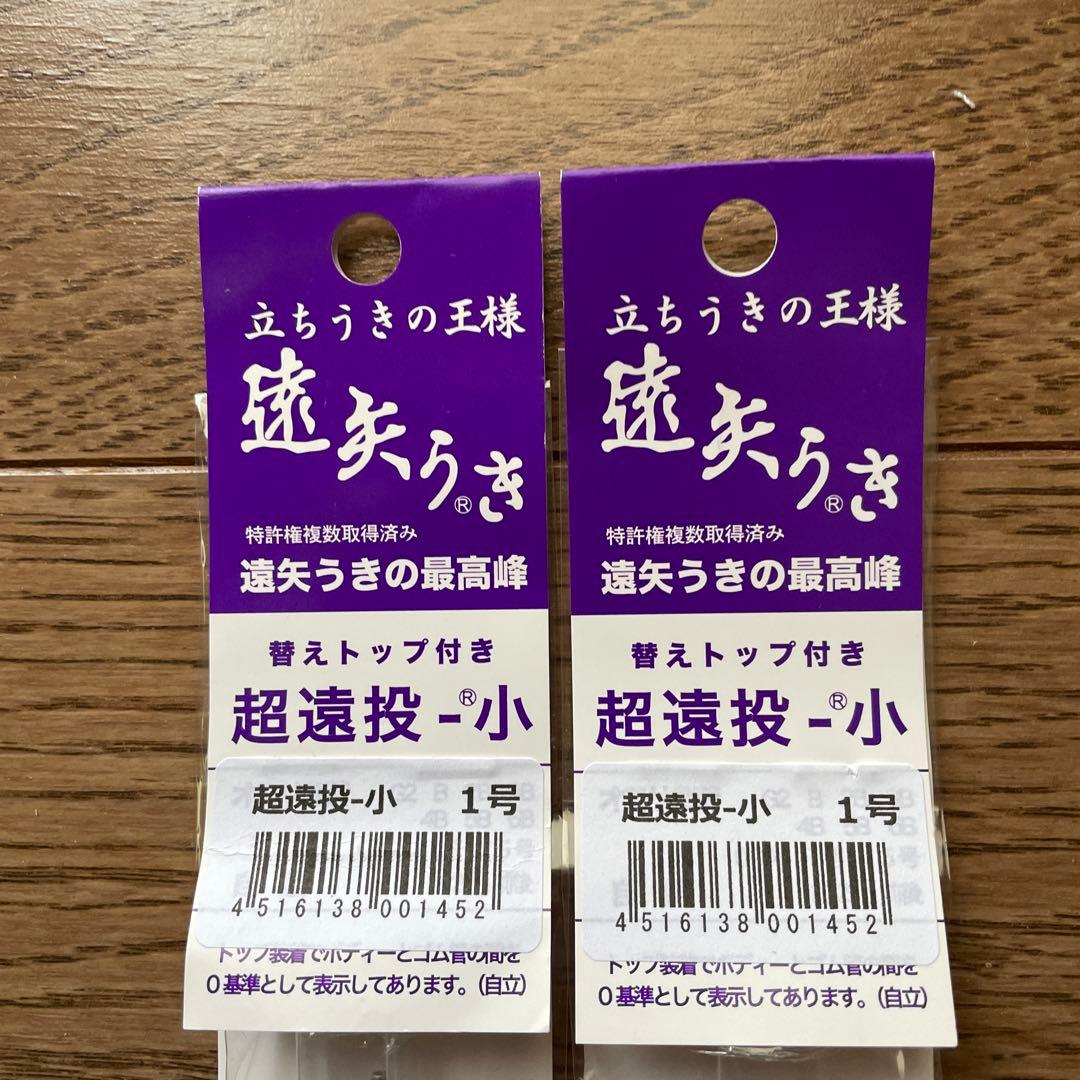 立ちうきの王様
遠矢うき®
特許権複数取得済み
遠矢うきの最高峰
替えトップ付き
超遠投-®小
超遠投-小 1号
4 516138 001452
トップ装着でボディーとゴム管の間を
0基準として表示してあります。(自立)
立ちうきの王様
遠矢うき®
特許権複数取得済み
遠矢うきの最高峰
替えトップ付き
超遠投-®小
超遠投-小 1号
4 516138 001452
トップ装着でボディーとゴム管の間を
0基準として表示してあります。(自立)